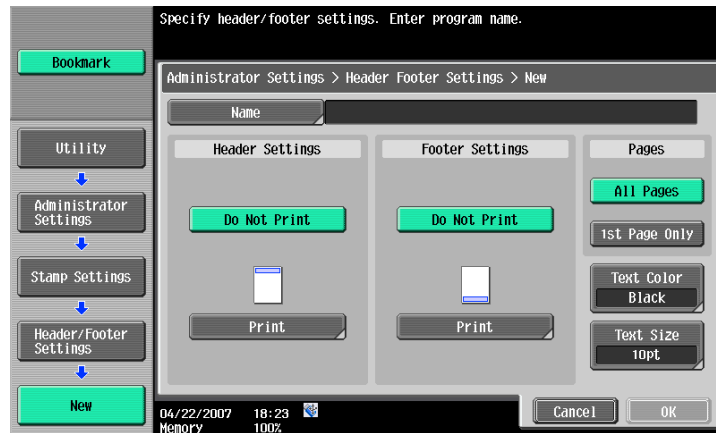 Specify header/footer settings. Enter program name.
Bookmark
Administrator Settings > Header Footer Settings > New
Name
Utility
Administrator
Settings
Stamp Settings
Header/Footer
Settings
New
Header Settings
Do Not Print
Print
Footer Settings
Do Not Print
Print
Pages
All Pages
1st Page Only
Text Color
Black
Text Size
10pt
04/22/2007 18:23
Memory 100%
Cancel
OK